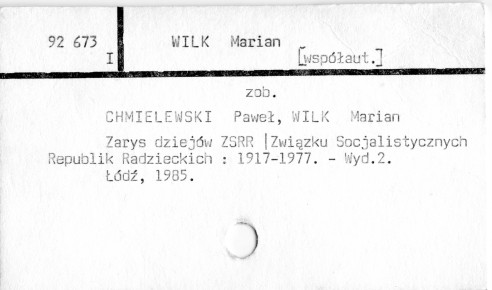 92 673 WILK Marian
I [współaut.]
zob.
CHMIELEWSKI Paweł, WILK Marian
Zarys dziejów ZSRR |Związku Socjalistycznych
Republik Radzieckich : 1917-1977. - Wyd.2.
Łódź, 1985.